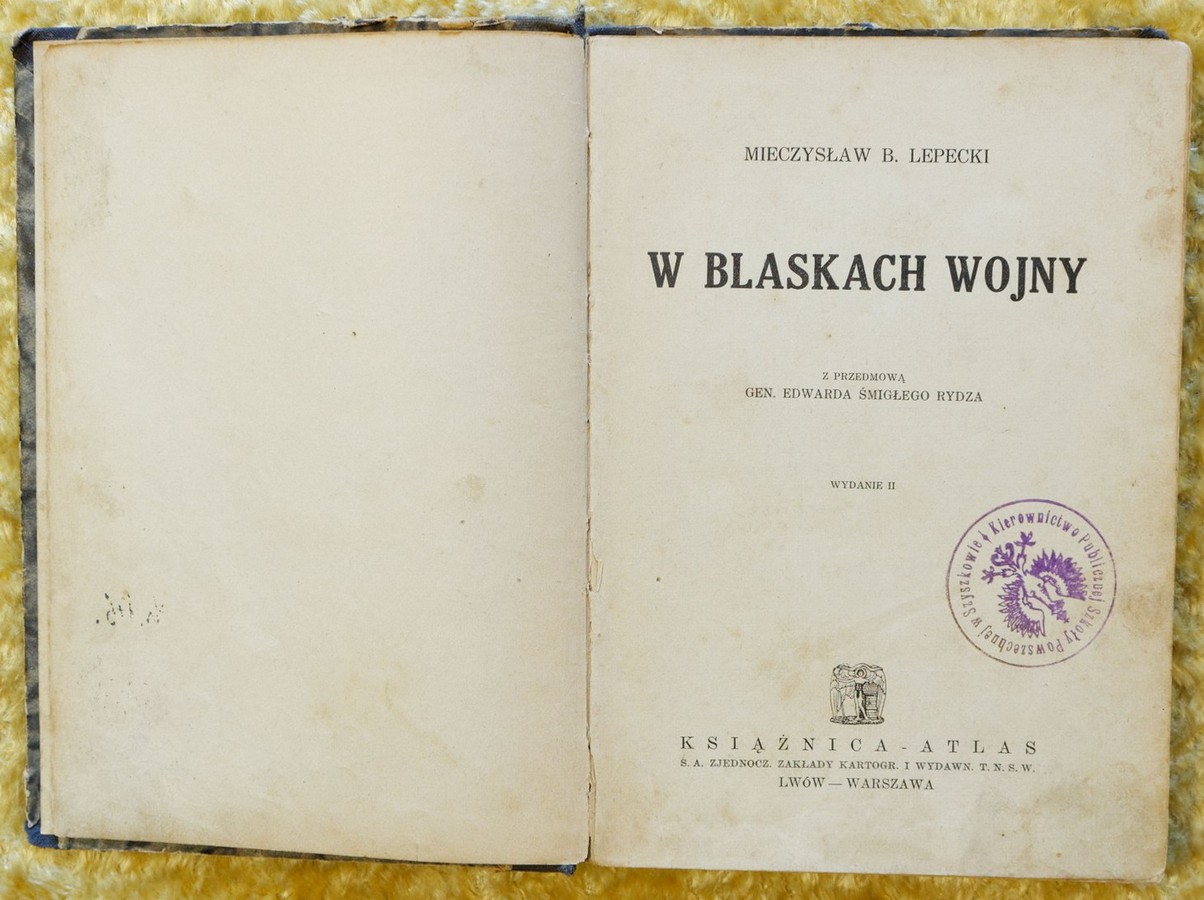 MIECZYSŁAW B. LEPECKI
W BLASKACH WOJNY
Z PRZEDMOWĄ
GEN. EDWARDA ŚMIGŁEGO RYDZA
WYDANIE II
Kierownictwo Publicznej Szkoły Powszechnej w Szyszkowie
KSIĄŻNICA-ATLAS
S. A. ZJEDNOCZ. ZAKŁADY KARTOGR. I WYDAWN. T. N. S. W.
LWÓW — WARSZAWA